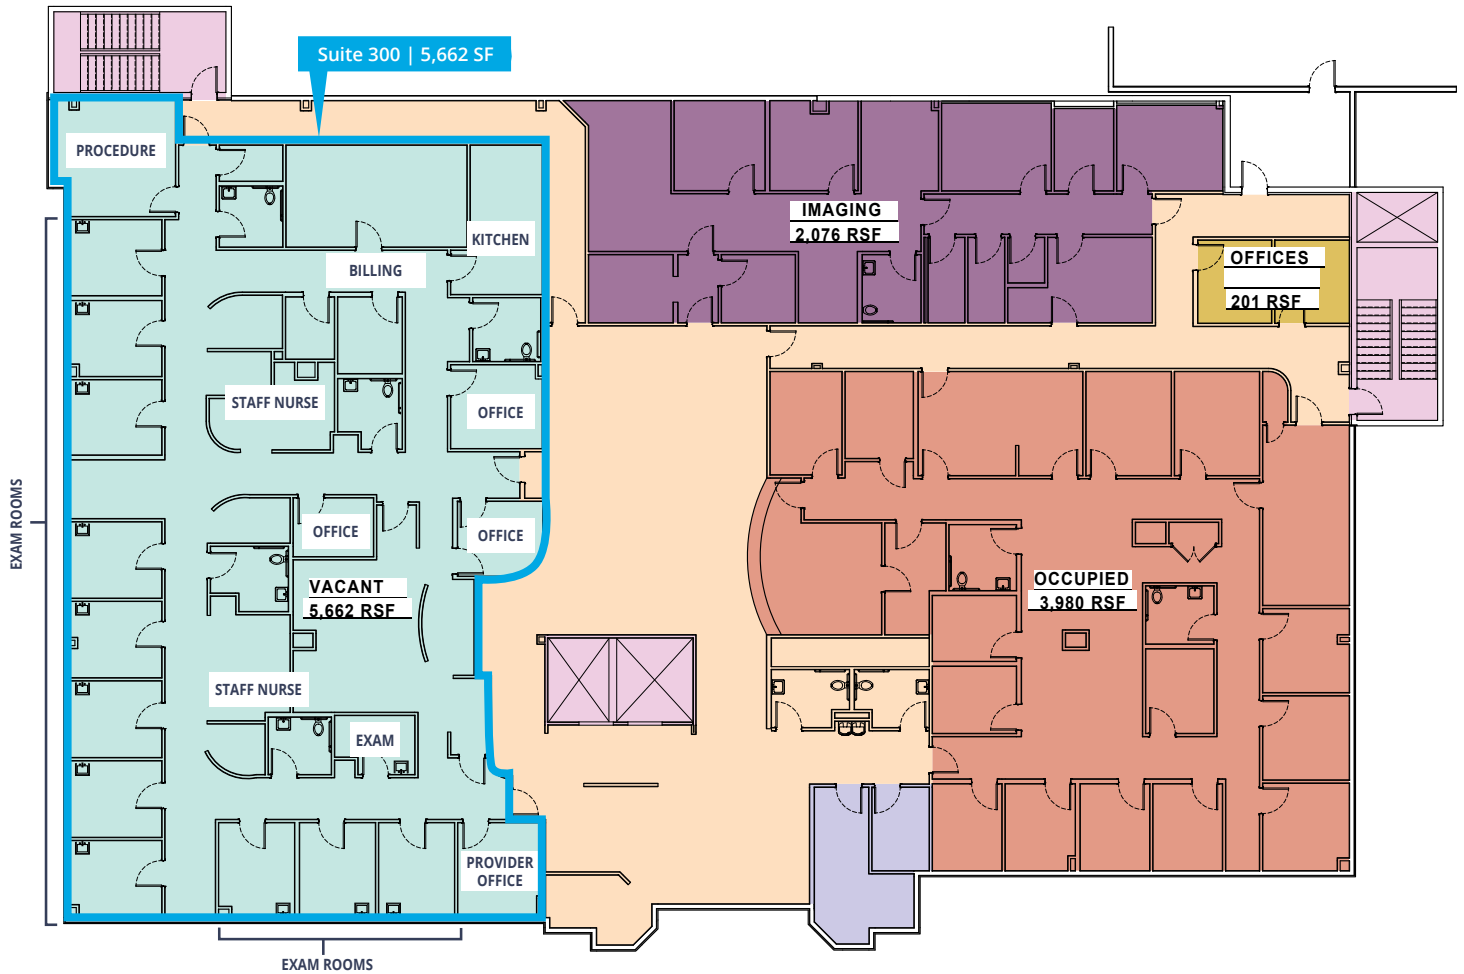 Suite 300 | 5,662 SF
PROCEDURE
KITCHEN
BILLING
IMAGING
2,076 RSF
OFFICES
201 RSF
STAFF NURSE
OFFICE
EXAM ROOMS
OFFICE
OFFICE
VACANT
5,662 RSF
OCCUPIED
3,980 RSF
STAFF NURSE
EXAM
PROVIDER
OFFICE
EXAM ROOMS